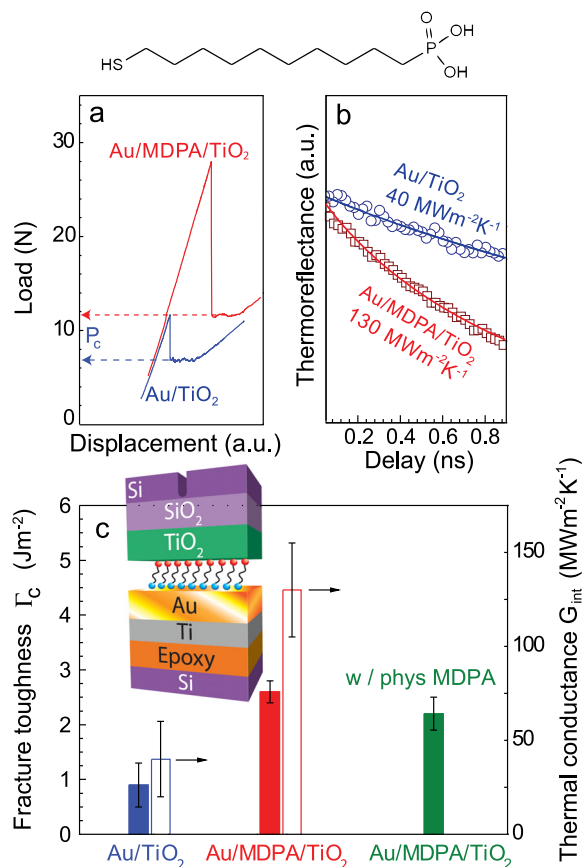 HS
O
P
OH
OH
a
Au/MDPA/TiO₂
P_c
Au/TiO₂
30
20
10
0
Load (N)
Displacement (a.u.)
b
Au/TiO₂
40 MWm⁻²K⁻¹
Au/MDPA/TiO₂
130 MWm⁻²K⁻¹
Thermoreflectance (a.u.)
0.2 0.4 0.6 0.8
Delay (ns)
c
Si
SiO₂
TiO₂
Au
Ti
Epoxy
Si
w / phys MDPA
6
5
4
3
2
1
0
Fracture toughness Γ_c (Jm⁻²)
150
100
50
0
Thermal conductance G_int (MWm⁻²K⁻¹)
Au/TiO₂ Au/MDPA/TiO₂ Au/MDPA/TiO₂